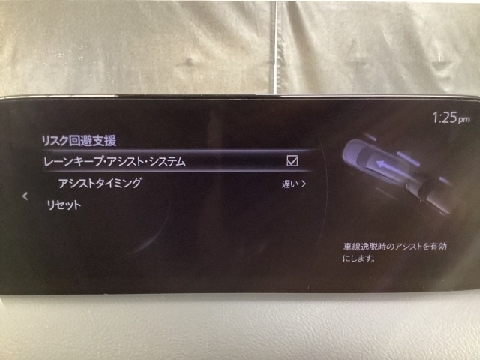 1:25pm
リスク回避支援
レーンキープ・アシスト・システム
アシストタイミング 遅い >
リセット
車線逸脱時のアシストを有効
にします。